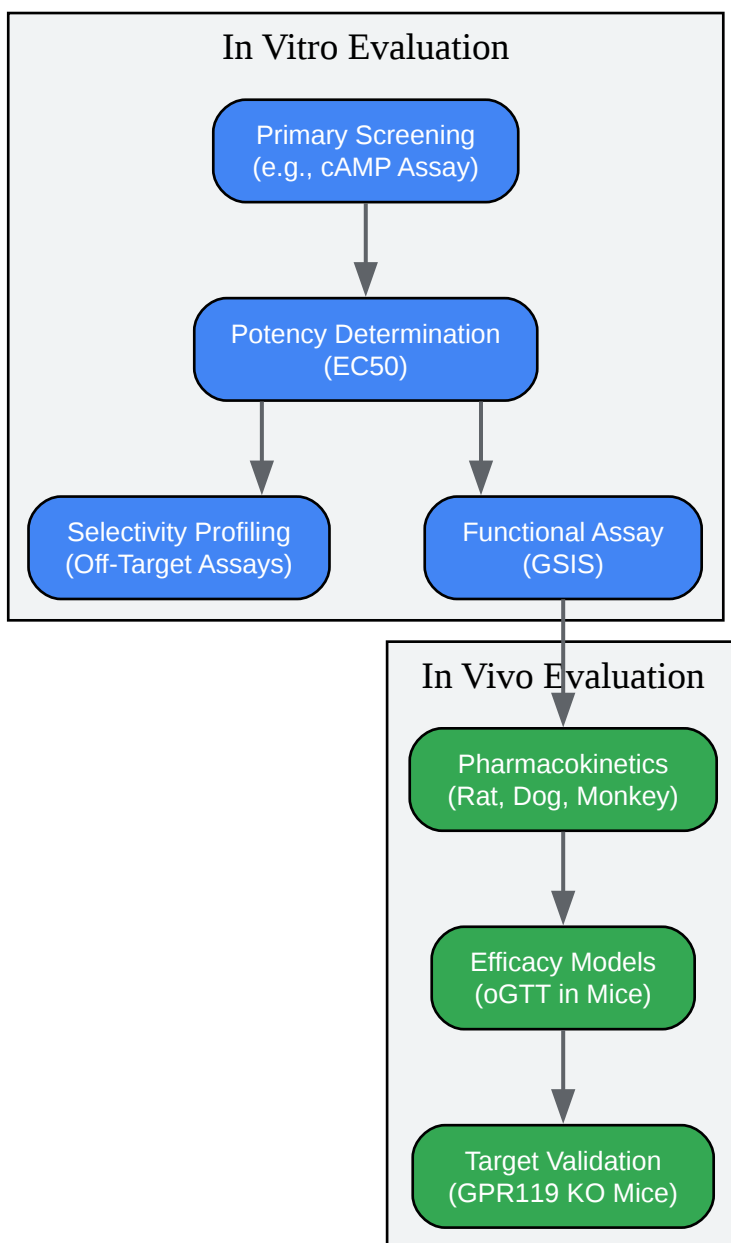 In Vitro Evaluation
Primary Screening
(e.g., cAMP Assay)
Potency Determination
(EC50)
Selectivity Profiling
(Off-Target Assays)
Functional Assay
(GSIS)
In Vivo Evaluation
Pharmacokinetics
(Rat, Dog, Monkey)
Efficacy Models
(oGTT in Mice)
Target Validation
(GPR119 KO Mice)